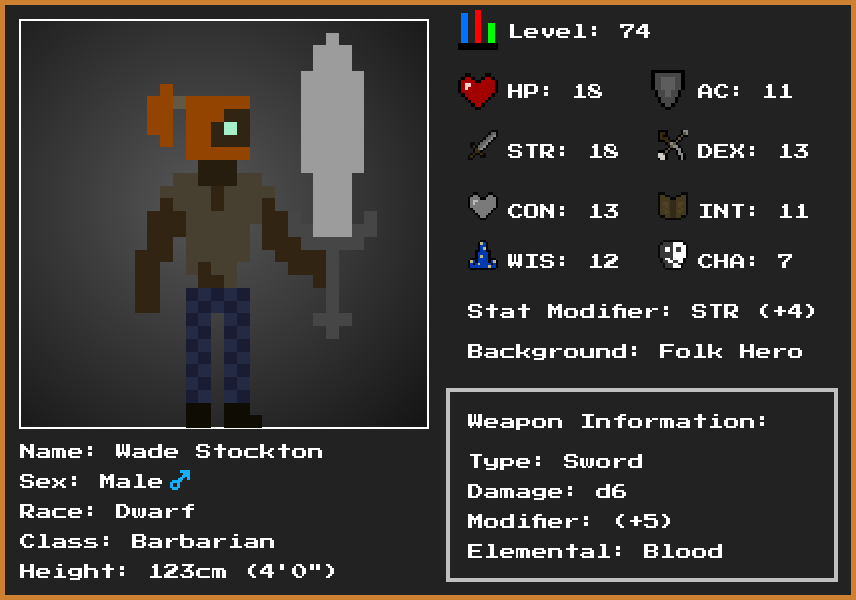 Level: 74
HP: 18
AC: 11
STR: 18
DEX: 13
CON: 13
INT: 11
WIS: 12
CHA: 7
Stat Modifier: STR (+4)
Background: Folk Hero
Weapon Information:
Type: Sword
Damage: d6
Modifier: (+5)
Elemental: Blood
Name: Wade Stockton
Sex: Male ♂
Race: Dwarf
Class: Barbarian
Height: 123cm (4'0")